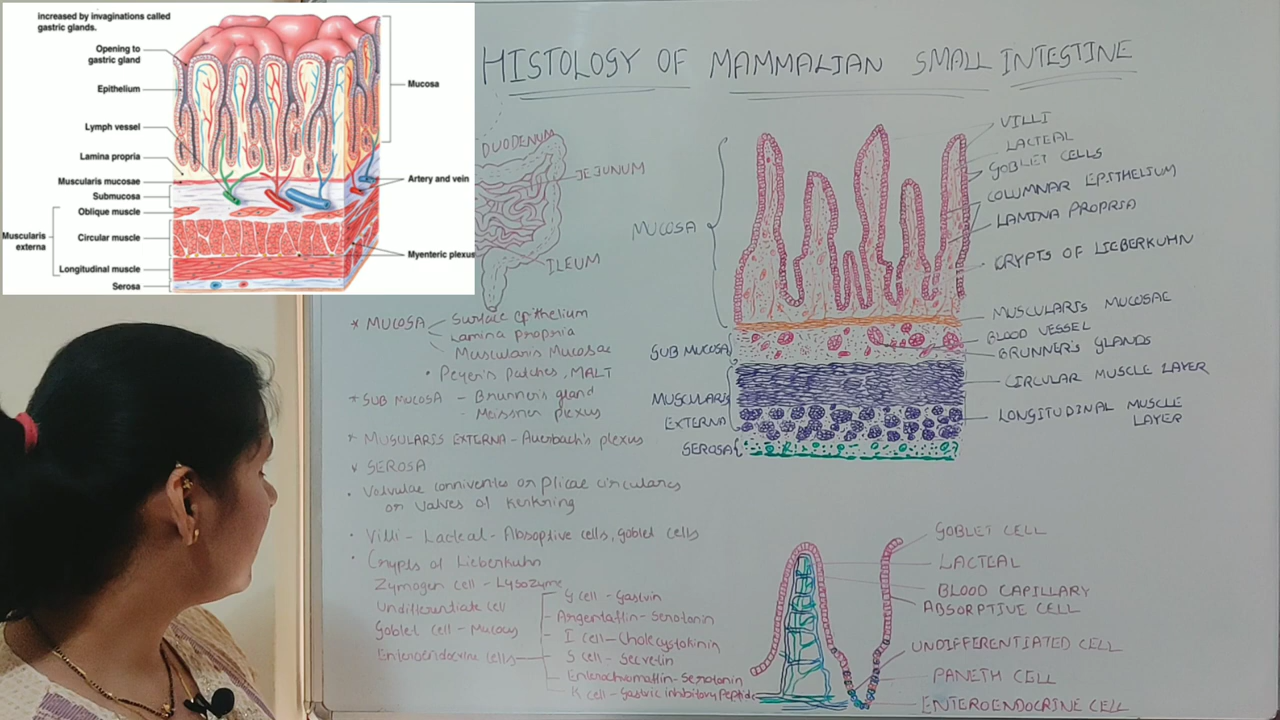 increased by invaginations called
gastric glands.
Opening to
gastric gland
Epithelium
Lymph vessel
Lamina propria
Muscularis mucosae
Submucosa
Oblique muscle
Muscularis
externa
Circular muscle
Longitudinal muscle
Serosa
Mucosa
Artery and vein
Myenteric plexus
HISTOLOGY OF MAMMALIAN SMALL INTESTINE
DUODENUM
JEJUNUM
ILEUM
* MUCOSA
Surface epithelium
Lamina propria
Muscularis Mucosae
• Peyer's patches, MALT
* SUB MUCOSA - Brunner's gland
- Meissner plexus
* MUSULARIS EXTERNA - Auerbach's plexus
* SEROSA
• Valvulae conniventes or Plicae circulares
or Valves of Kerkring
• Villi - Lacteal - Absoptive cells, goblet cells
• Crypts of Lieberkuhn
Zymogen cell - Lysozyme
Undifferentiate cell
Goblet cell - Mucous
Enteroendocrine cells
G cell - Gastrin
- Argentaffin - Serotonin
- I cell - Cholecystokinin
S cell - Secretin
Enterochromaffin - Serotonin
K cell - Gastric inhibitory Peptide
MUCOSA
SUB MUCOSA
MUSCULARIS
EXTERNA
SEROSA
VILLI
LACTEAL
GOBLET CELLS
COLUMNAR EPITHELIUM
LAMINA PROPRIA
CRYPTS OF LIEBERKUHN
MUSCULARIS MUCOSAE
BLOOD VESSEL
BRUNNER'S GLANDS
CIRCULAR MUSCLE LAYER
LONGITUDINAL MUSCLE
LAYER
GOBLET CELL
LACTEAL
BLOOD CAPILLARY
ABSORPTIVE CELL
UNDIFFERENTIATED CELL
PANETH CELL
ENTEROENDOCRINE CELL